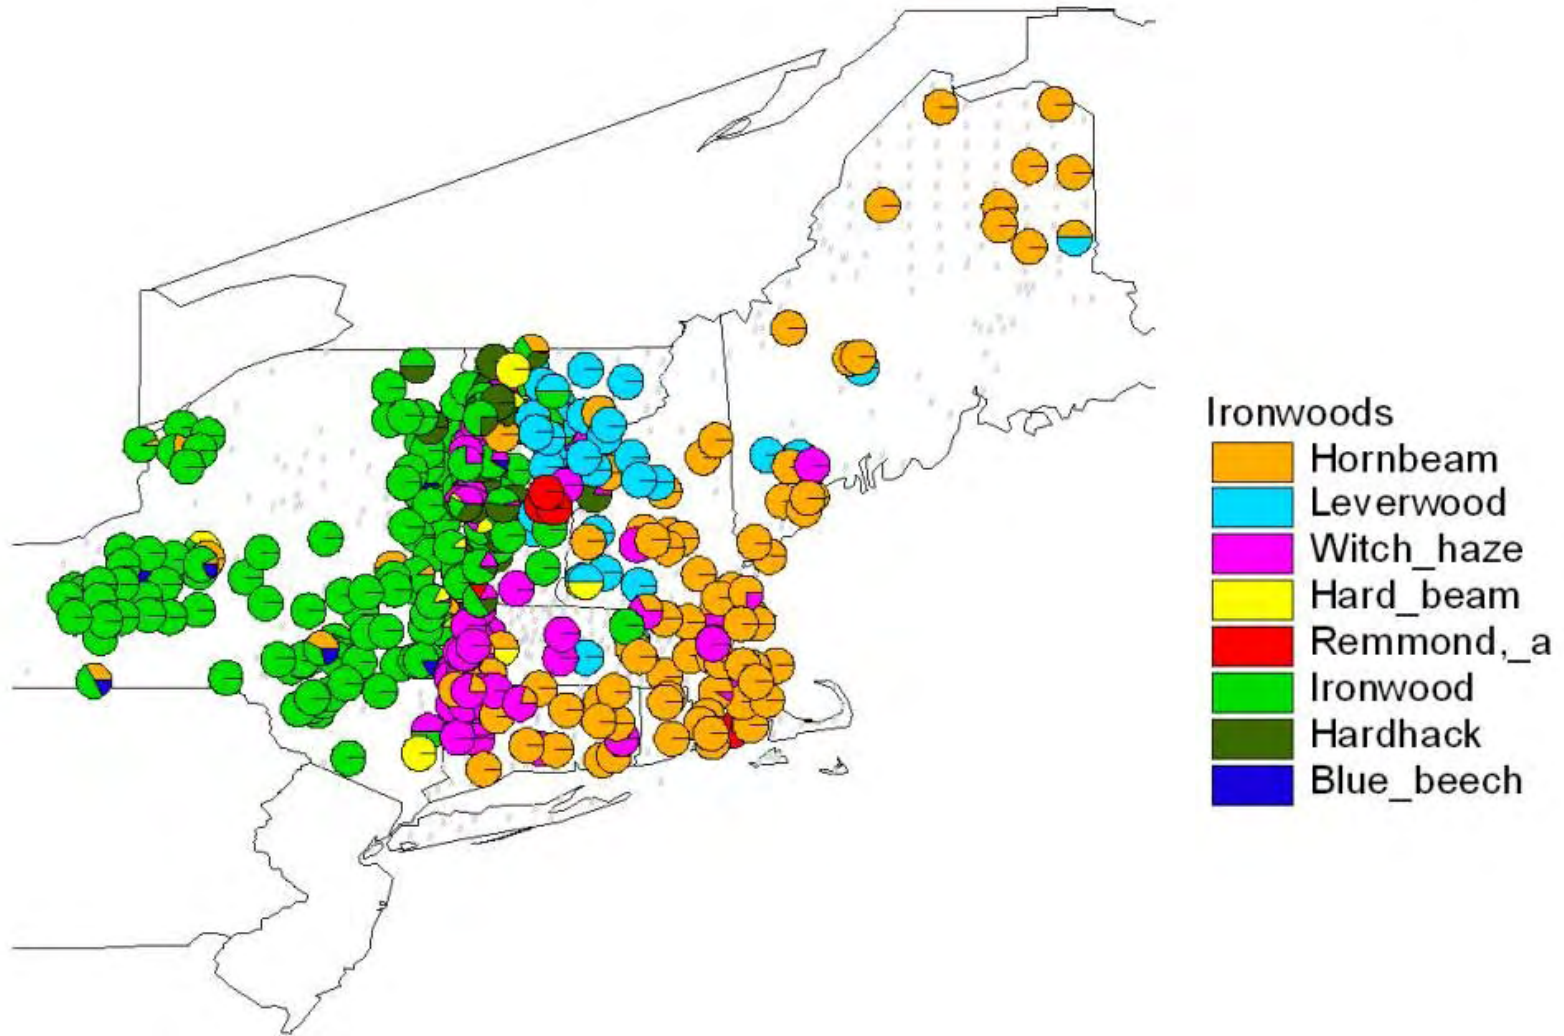 Ironwoods
Hornbeam
Leverwood
Witch_haze
Hard_beam
Remmond,_a
Ironwood
Hardhack
Blue_beech